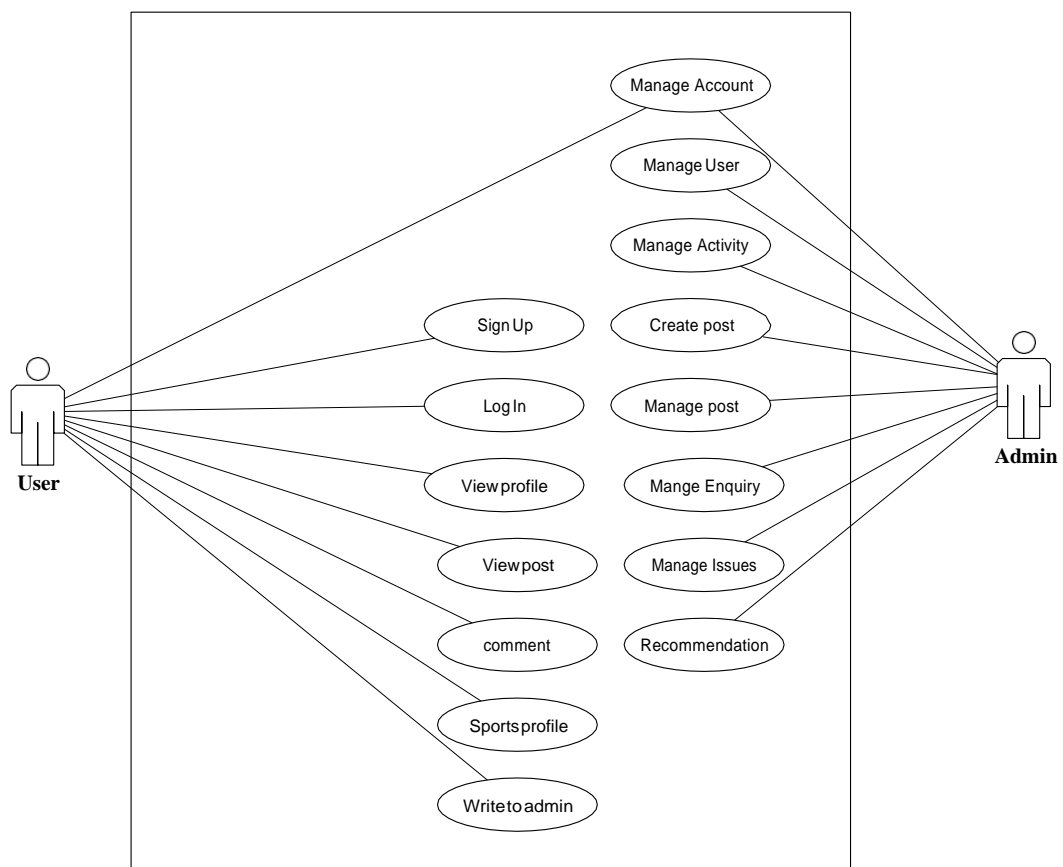 Manage Account
Manage User
Manage Activity
Sign Up
Create post
Log In
Manage post
User
Admin
View profile
Mange Enquiry
View post
Manage Issues
comment
Recommendation
Sports profile
Write to admin